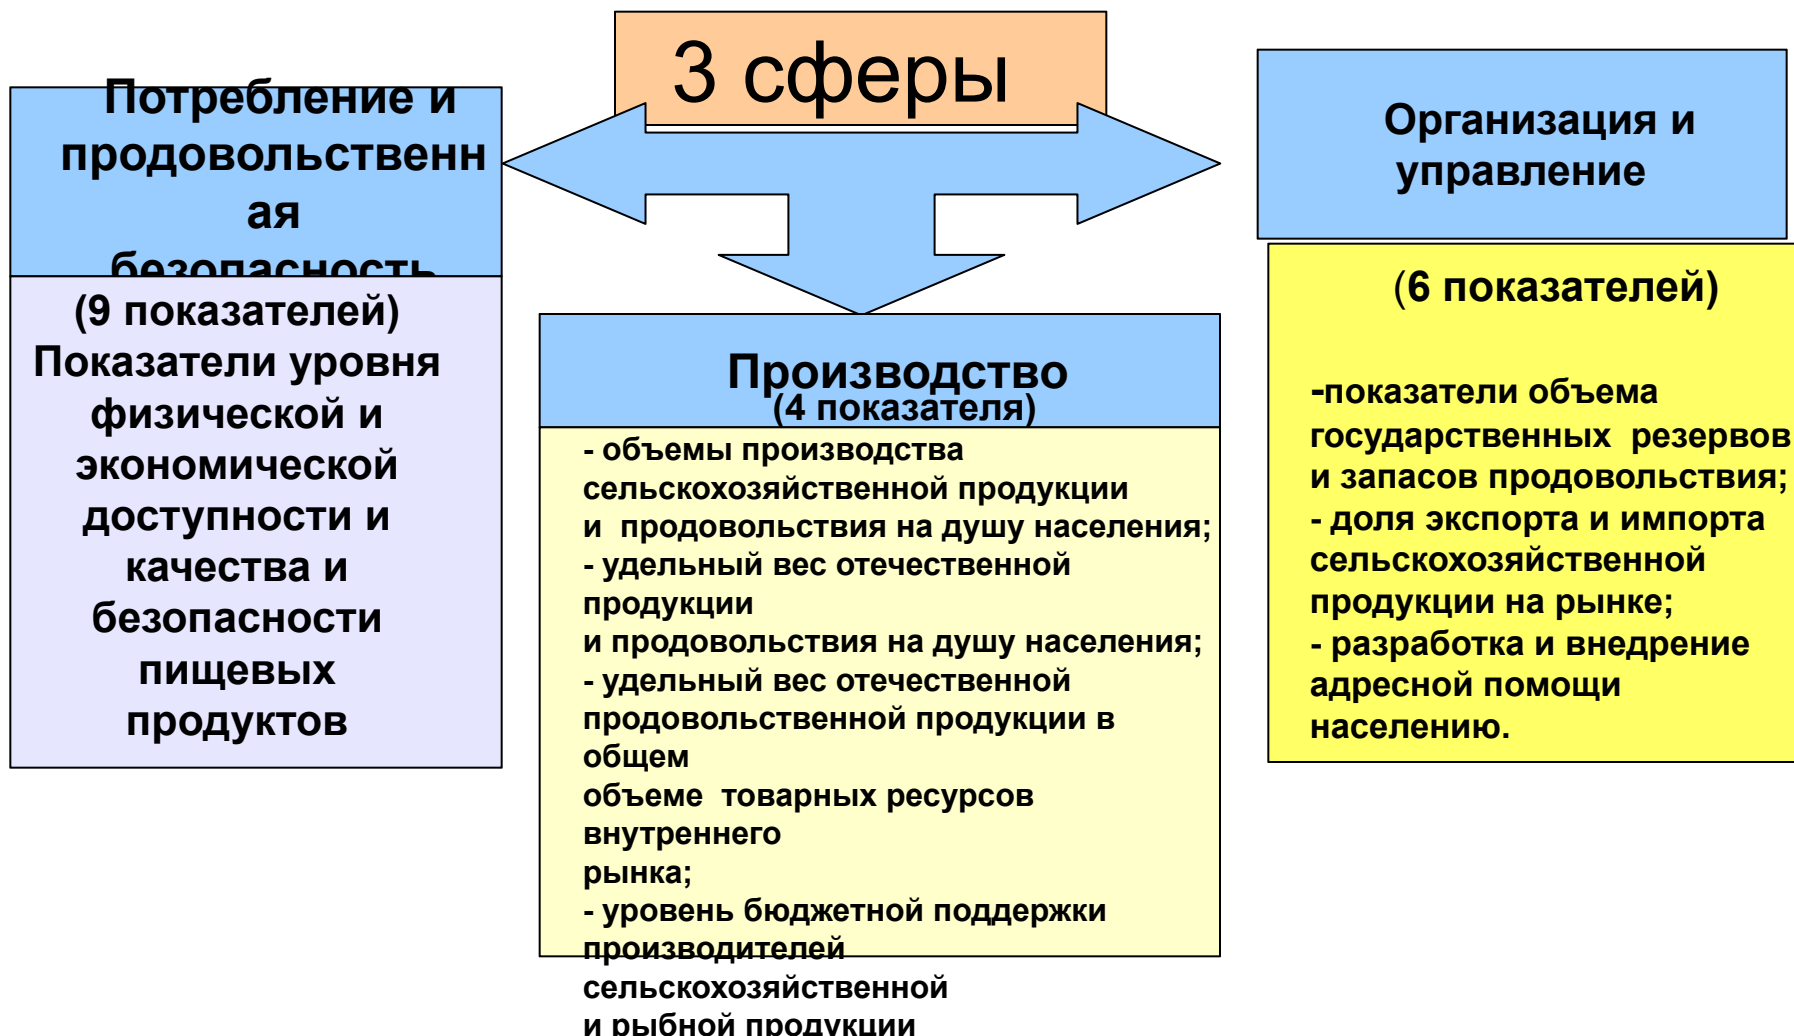 3 сферы
Потребление и
продовольственн
ая
безопасность
(9 показателей)
Показатели уровня
физической и
экономической
доступности и
качества и
безопасности
пищевых
продуктов
Производство
(4 показателя)
- объемы производства
сельскохозяйственной продукции
и продовольствия на душу населения;
- удельный вес отечественной
продукции
и продовольствия на душу населения;
- удельный вес отечественной
продовольственной продукции в
общем
объеме товарных ресурсов
внутреннего
рынка;
- уровень бюджетной поддержки
производителей
сельскохозяйственной
и рыбной продукции
Организация и
управление
(6 показателей)
-показатели объема
государственных резервов
и запасов продовольствия;
- доля экспорта и импорта
сельскохозяйственной
продукции на рынке;
- разработка и внедрение
адресной помощи
населению.